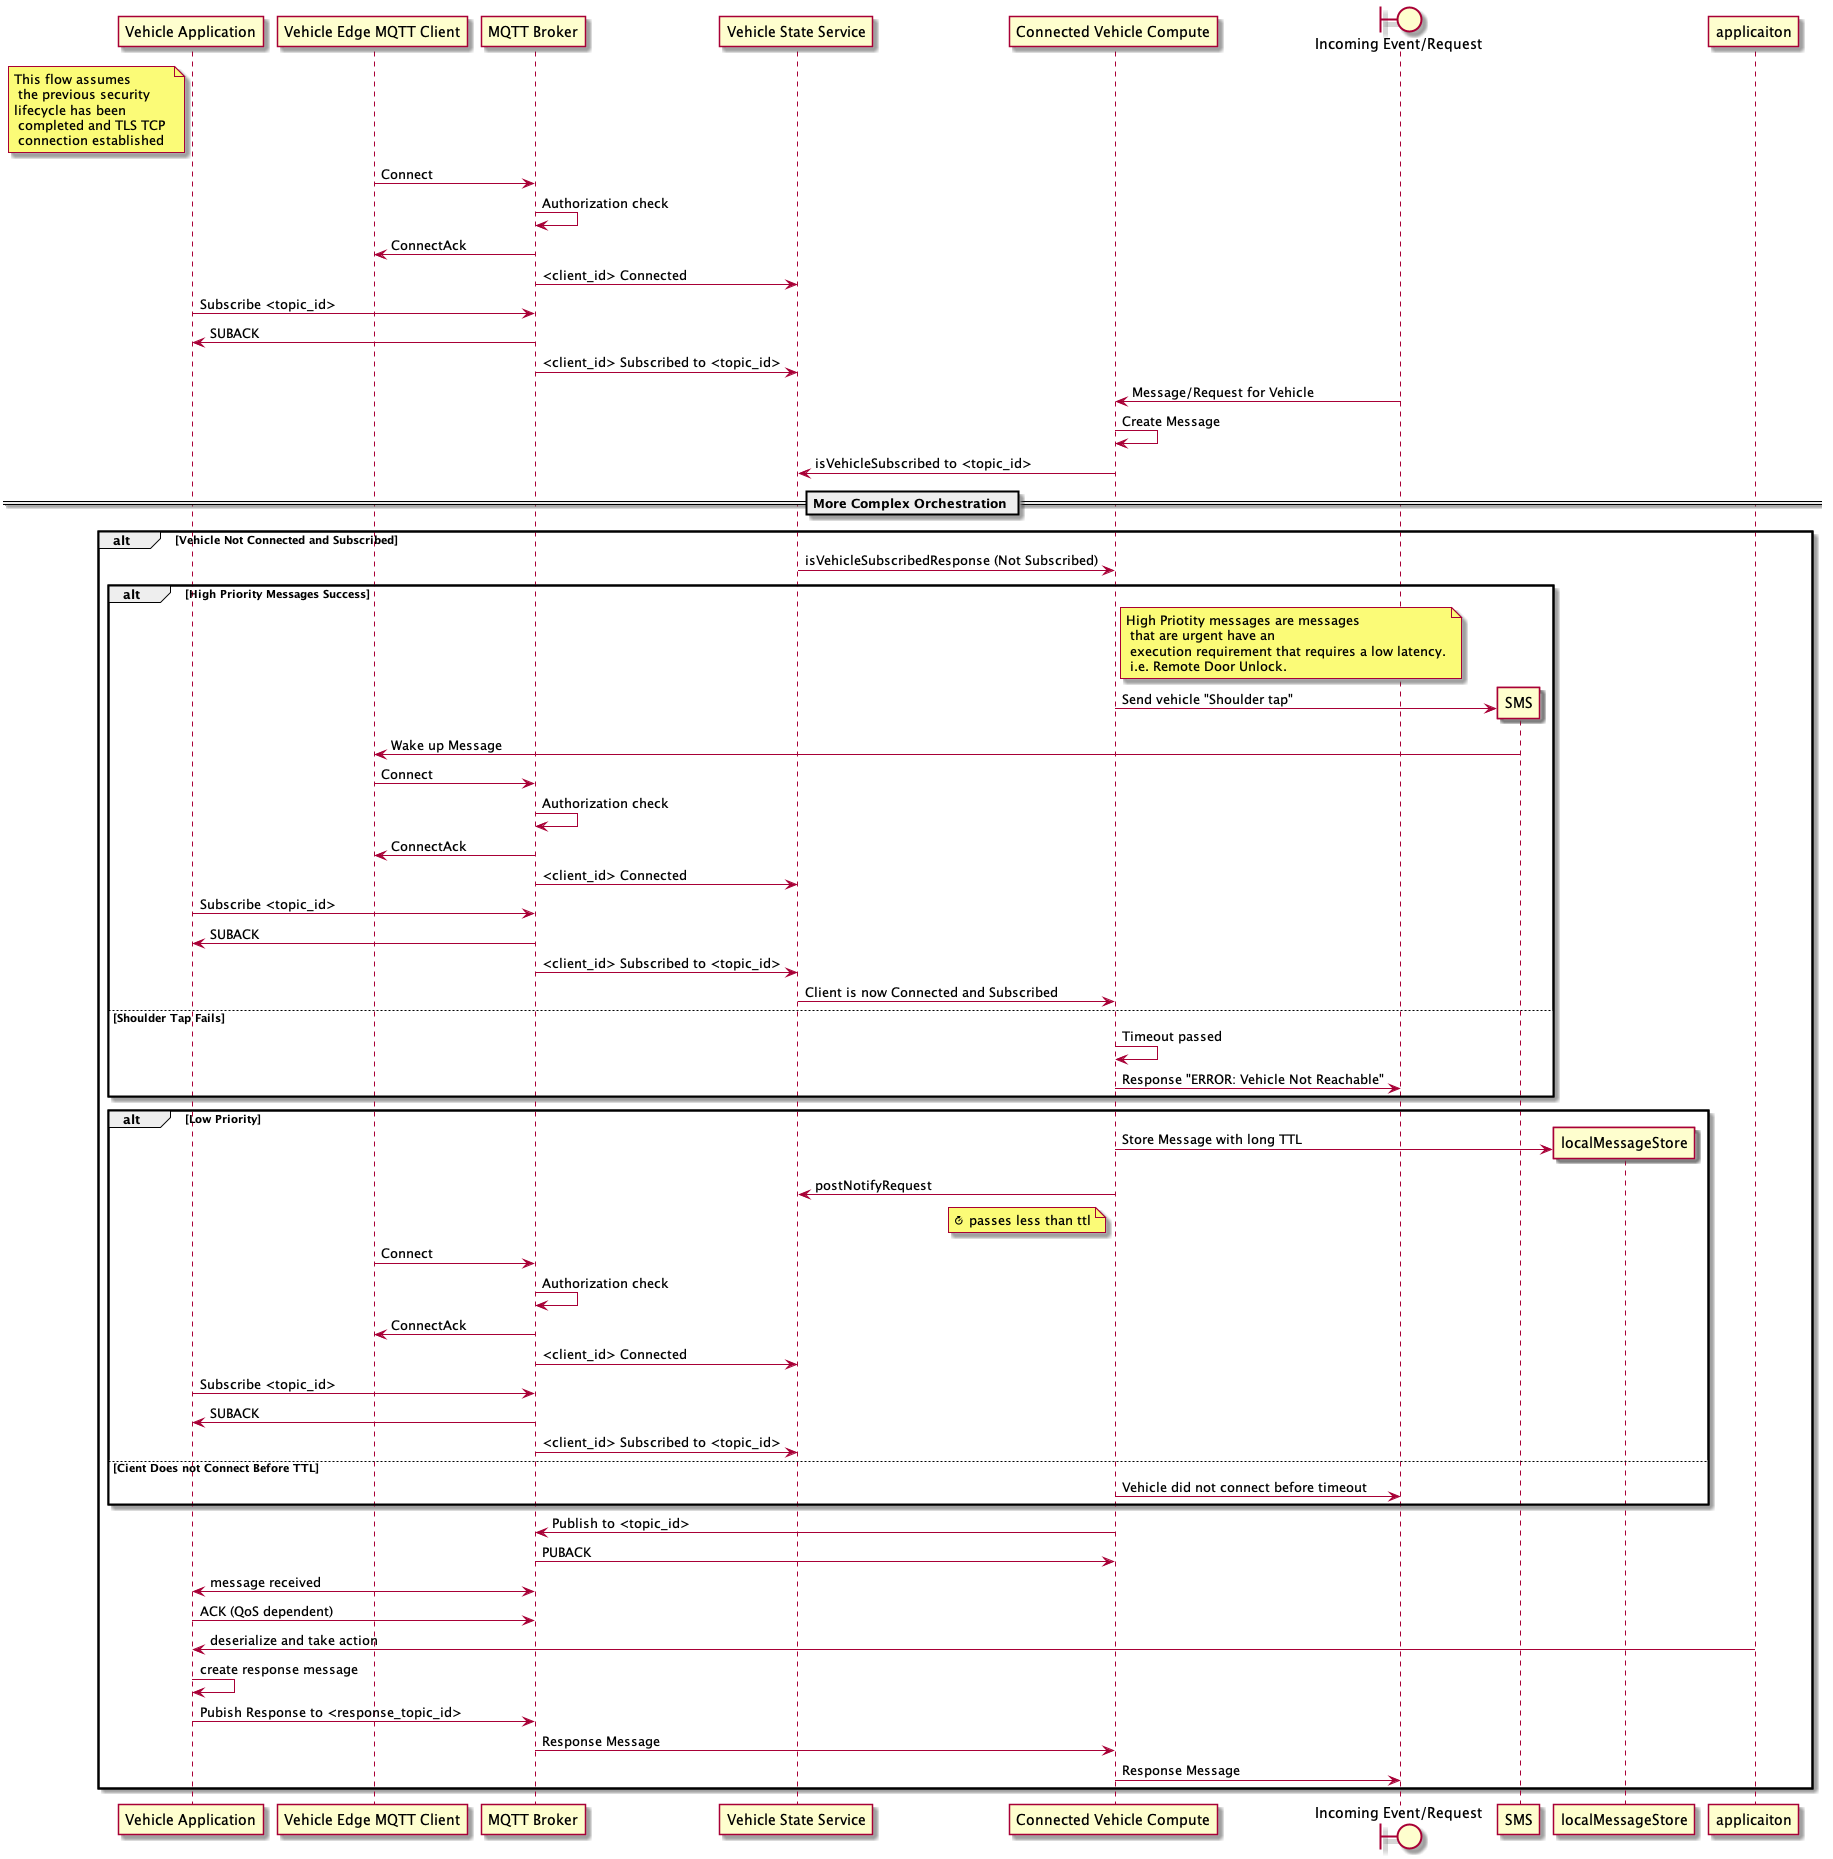 Vehicle Application
Vehicle Edge MQTT Client
MQTT Broker
Vehicle State Service
Connected Vehicle Compute
Incoming Event/Request
applicaiton
This flow assumes
the previous security
lifecycle has been
completed and TLS TCP
connection established
Connect
Authorization check
ConnectAck
<client_id> Connected
Subscribe <topic_id>
SUBACK
<client_id> Subscribed to <topic_id>
Message/Request for Vehicle
Create Message
isVehicleSubscribed to <topic_id>
More Complex Orchestration
alt [Vehicle Not Connected and Subscribed]
isVehicleSubscribedResponse (Not Subscribed)
alt [High Priority Messages Success]
High Priotity messages are messages
that are urgent have an
execution requirement that requires a low latency.
i.e. Remote Door Unlock.
Send vehicle "Shoulder tap"
SMS
Wake up Message
Connect
Authorization check
ConnectAck
<client_id> Connected
Subscribe <topic_id>
SUBACK
<client_id> Subscribed to <topic_id>
Client is now Connected and Subscribed
[Shoulder Tap Fails]
Timeout passed
Response "ERROR: Vehicle Not Reachable"
alt [Low Priority]
Store Message with long TTL
localMessageStore
postNotifyRequest
⏱ passes less than ttl
Connect
Authorization check
ConnectAck
<client_id> Connected
Subscribe <topic_id>
SUBACK
<client_id> Subscribed to <topic_id>
[Cient Does not Connect Before TTL]
Vehicle did not connect before timeout
Publish to <topic_id>
PUBACK
message received
ACK (QoS dependent)
deserialize and take action
create response message
Pubish Response to <response_topic_id>
Response Message
Response Message
Vehicle Application
Vehicle Edge MQTT Client
MQTT Broker
Vehicle State Service
Connected Vehicle Compute
Incoming Event/Request
SMS
localMessageStore
applicaiton